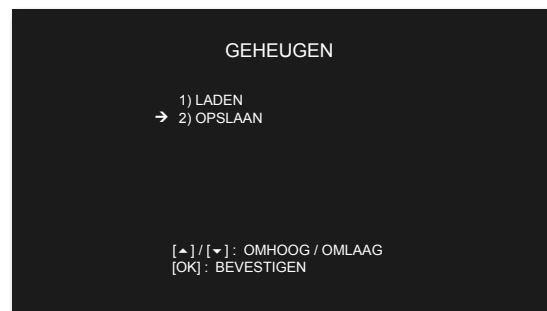 GEHEUGEN
1) LADEN
➔ 2) OPSLAAN
[▲] / [▼] : OMHOOG / OMLAAG
[OK] : BEVESTIGEN